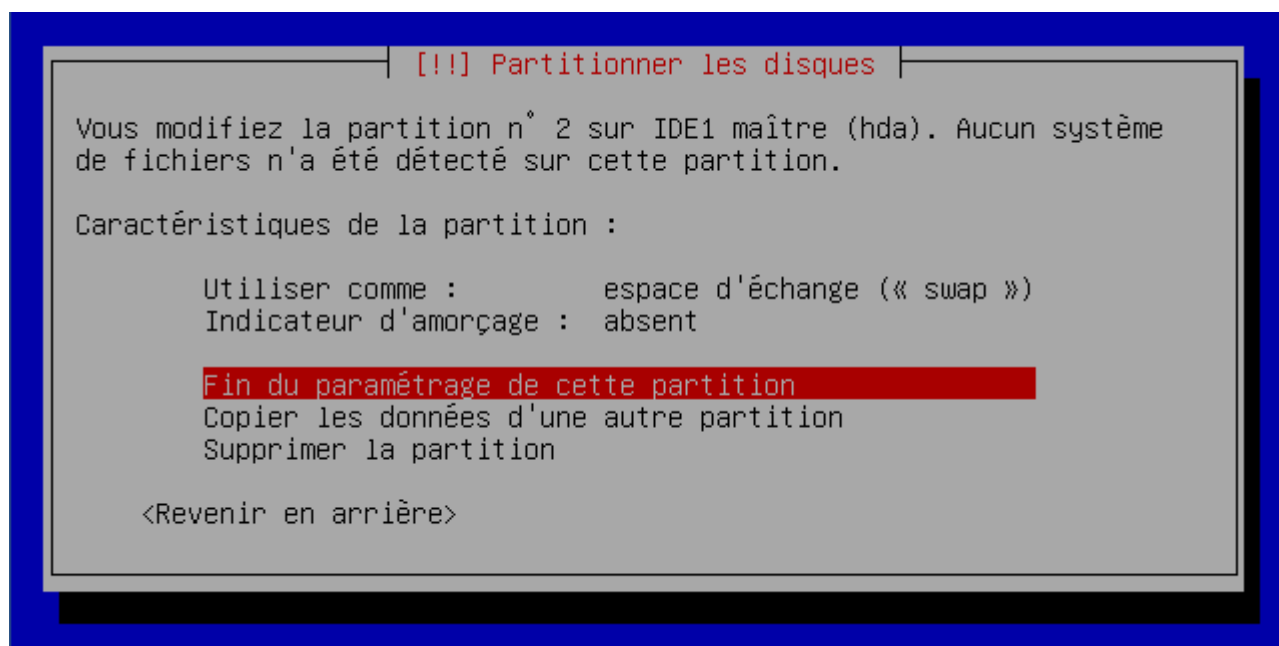 [!!] Partitionner les disques
Vous modifiez la partition n° 2 sur IDE1 maître (hda). Aucun système
de fichiers n'a été détecté sur cette partition.
Caractéristiques de la partition :
Utiliser comme : espace d'échange (« swap »)
Indicateur d'amorçage : absent
Fin du paramétrage de cette partition
Copier les données d'une autre partition
Supprimer la partition
<Revenir en arrière>